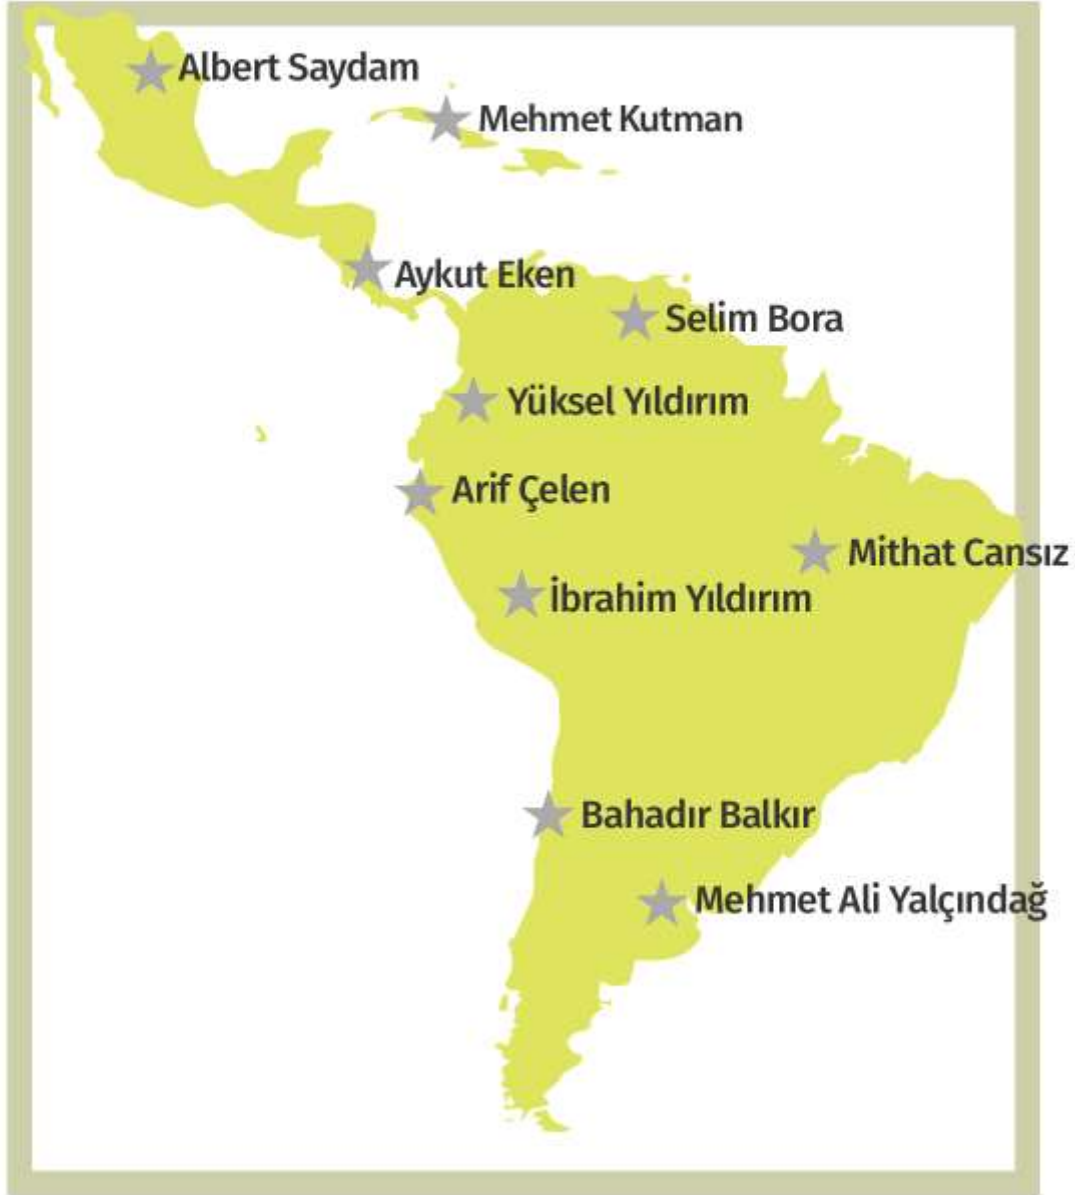 Albert Saydam
Mehmet Kutman
Aykut Eken
Selim Bora
Yüksel Yıldırım
Arif Çelen
Mithat Cansız
İbrahim Yıldırım
Bahadır Balkır
Mehmet Ali Yalçındağ